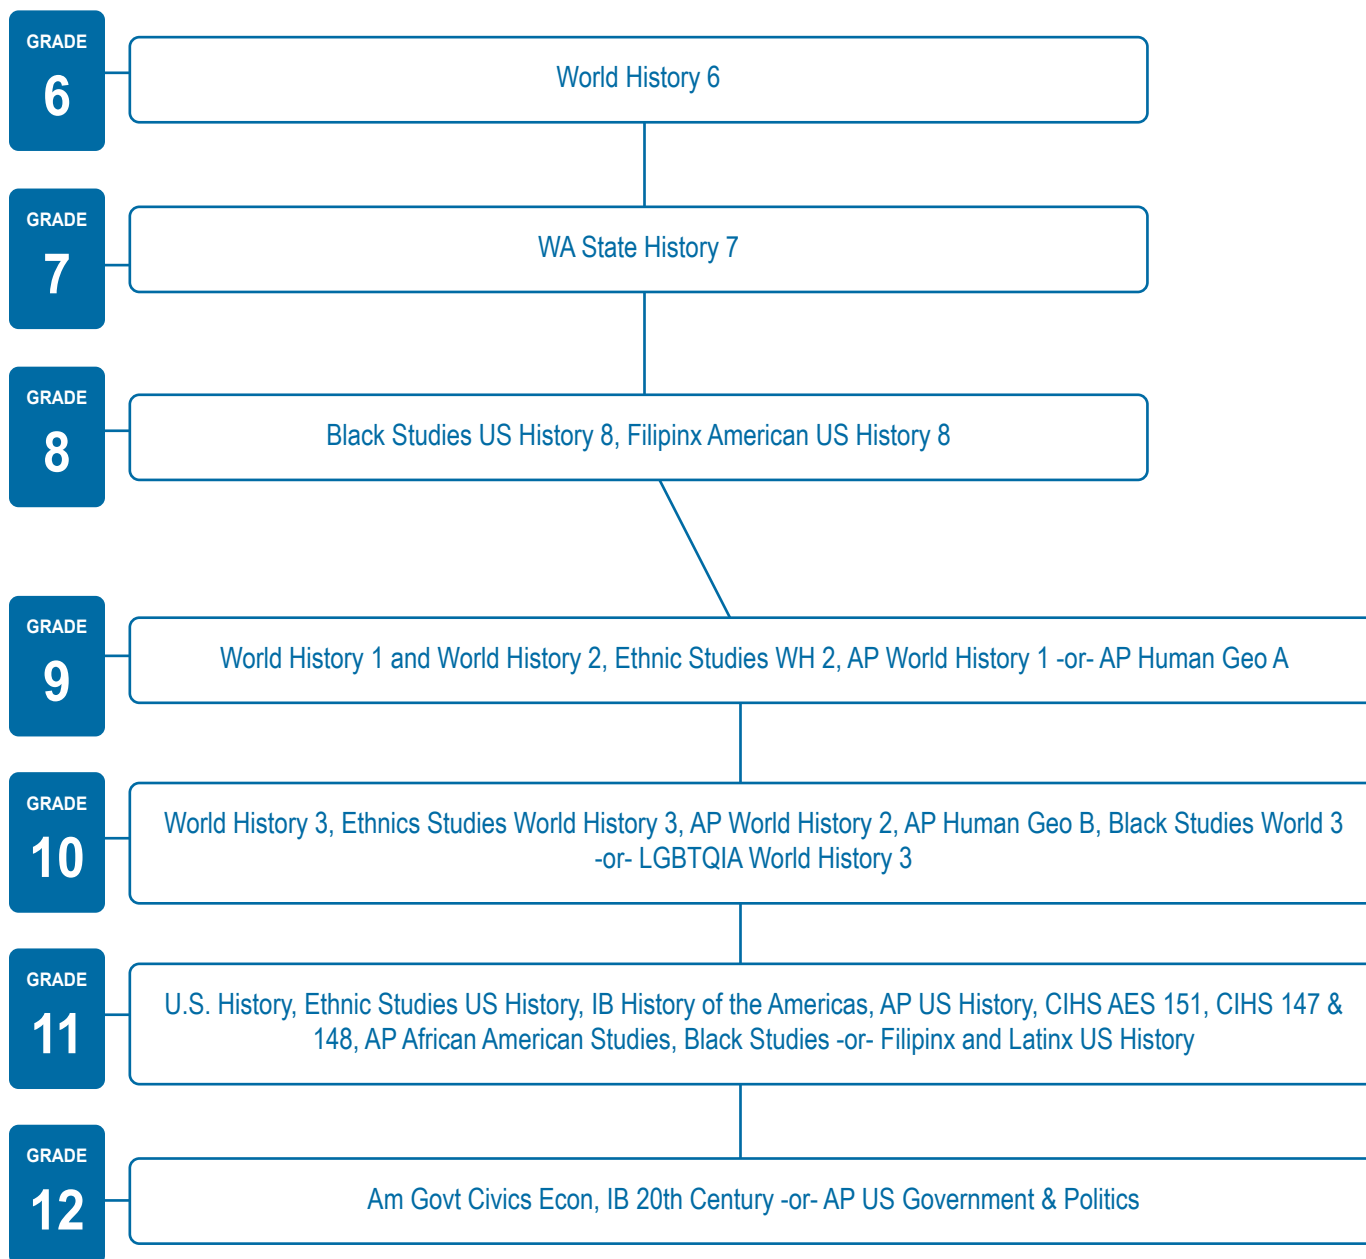 GRADE
6
World History 6
GRADE
7
WA State History 7
GRADE
8
Black Studies US History 8, Filipinx American US History 8
GRADE
9
World History 1 and World History 2, Ethnic Studies WH 2, AP World History 1 -or- AP Human Geo A
GRADE
10
World History 3, Ethnics Studies World History 3, AP World History 2, AP Human Geo B, Black Studies World 3
-or- LGBTQIA World History 3
GRADE
11
U.S. History, Ethnic Studies US History, IB History of the Americas, AP US History, CIHS AES 151, CIHS 147 &
148, AP African American Studies, Black Studies -or- Filipinx and Latinx US History
GRADE
12
Am Govt Civics Econ, IB 20th Century -or- AP US Government & Politics